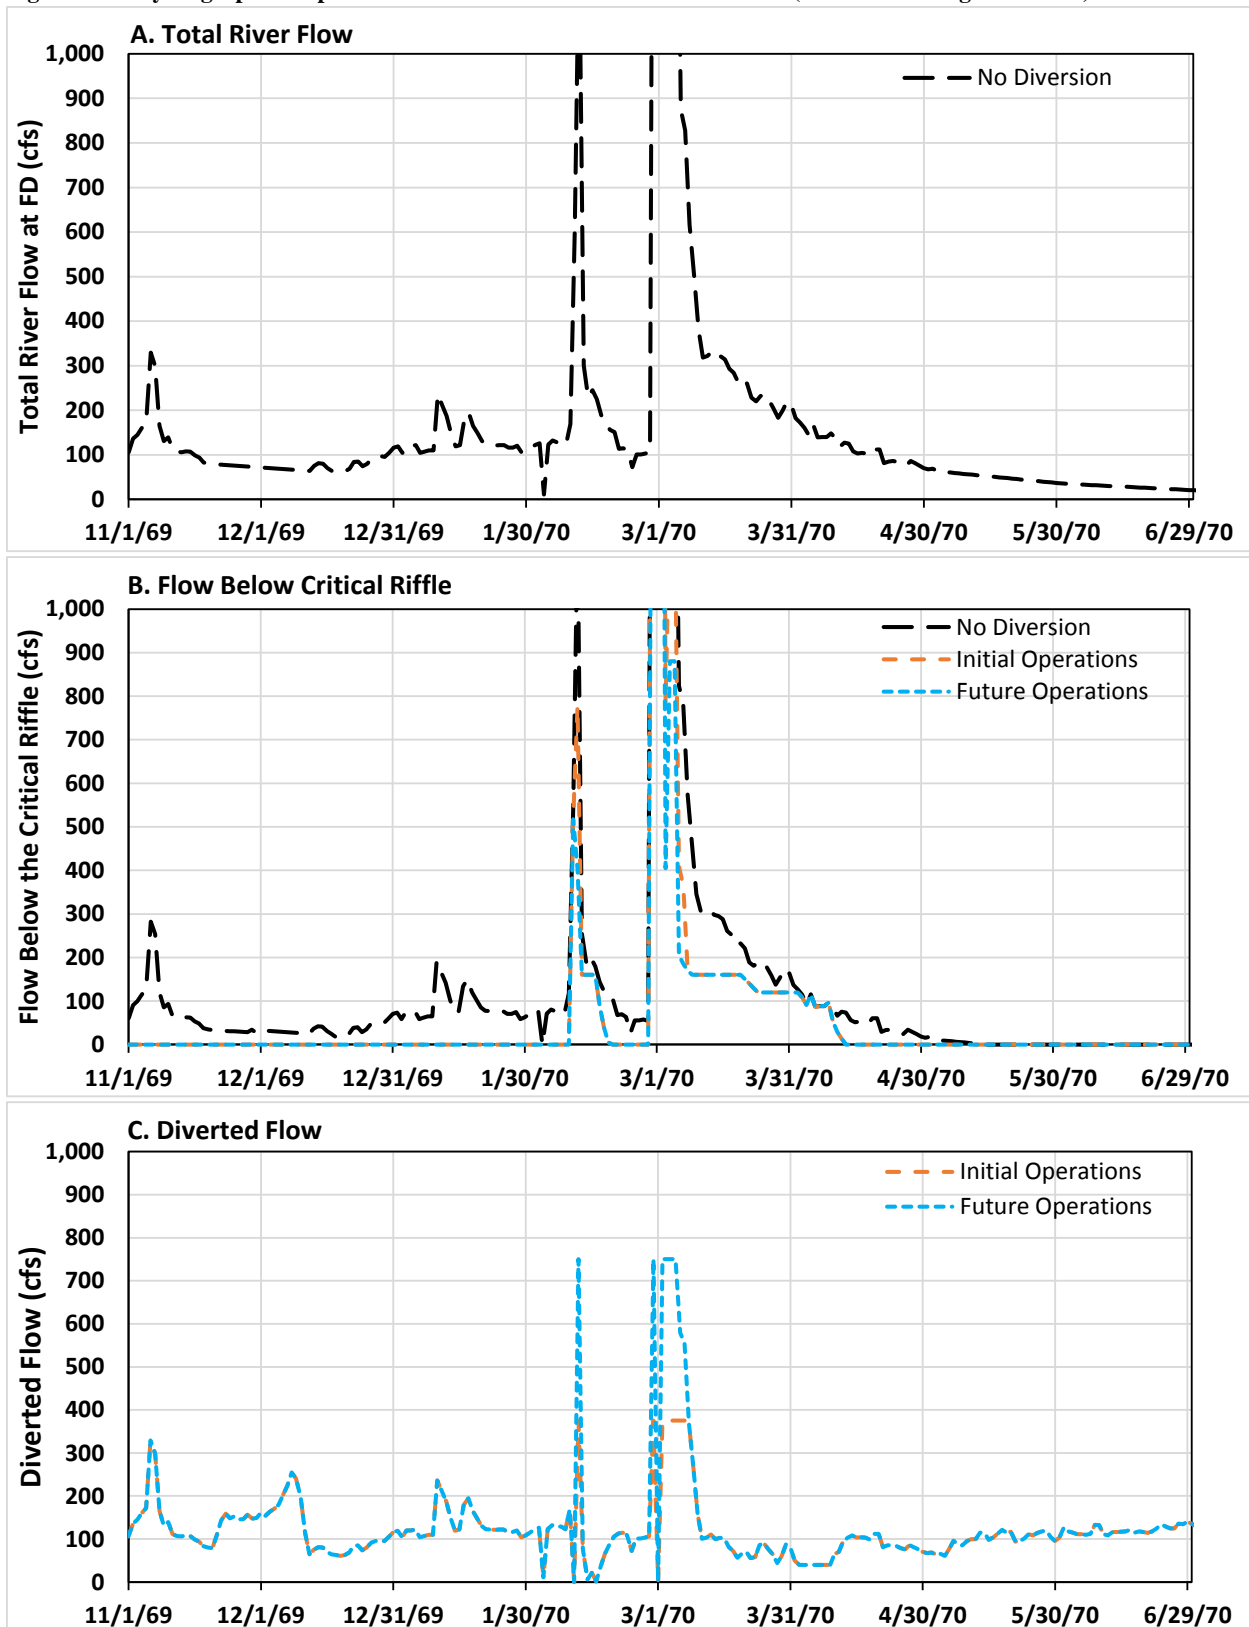 A. Total River Flow
1,000
900
800
700
600
500
400
300
200
100
0
Total River Flow at FD (cfs)
No Diversion
11/1/69 12/1/69 12/31/69 1/30/70 3/1/70 3/31/70 4/30/70 5/30/70 6/29/70
B. Flow Below Critical Riffle
1,000
900
800
700
600
500
400
300
200
100
0
Flow Below the Critical Riffle (cfs)
No Diversion
Initial Operations
Future Operations
11/1/69 12/1/69 12/31/69 1/30/70 3/1/70 3/31/70 4/30/70 5/30/70 6/29/70
C. Diverted Flow
1,000
900
800
700
600
500
400
300
200
100
0
Diverted Flow (cfs)
Initial Operations
Future Operations
11/1/69 12/1/69 12/31/69 1/30/70 3/1/70 3/31/70 4/30/70 5/30/70 6/29/70